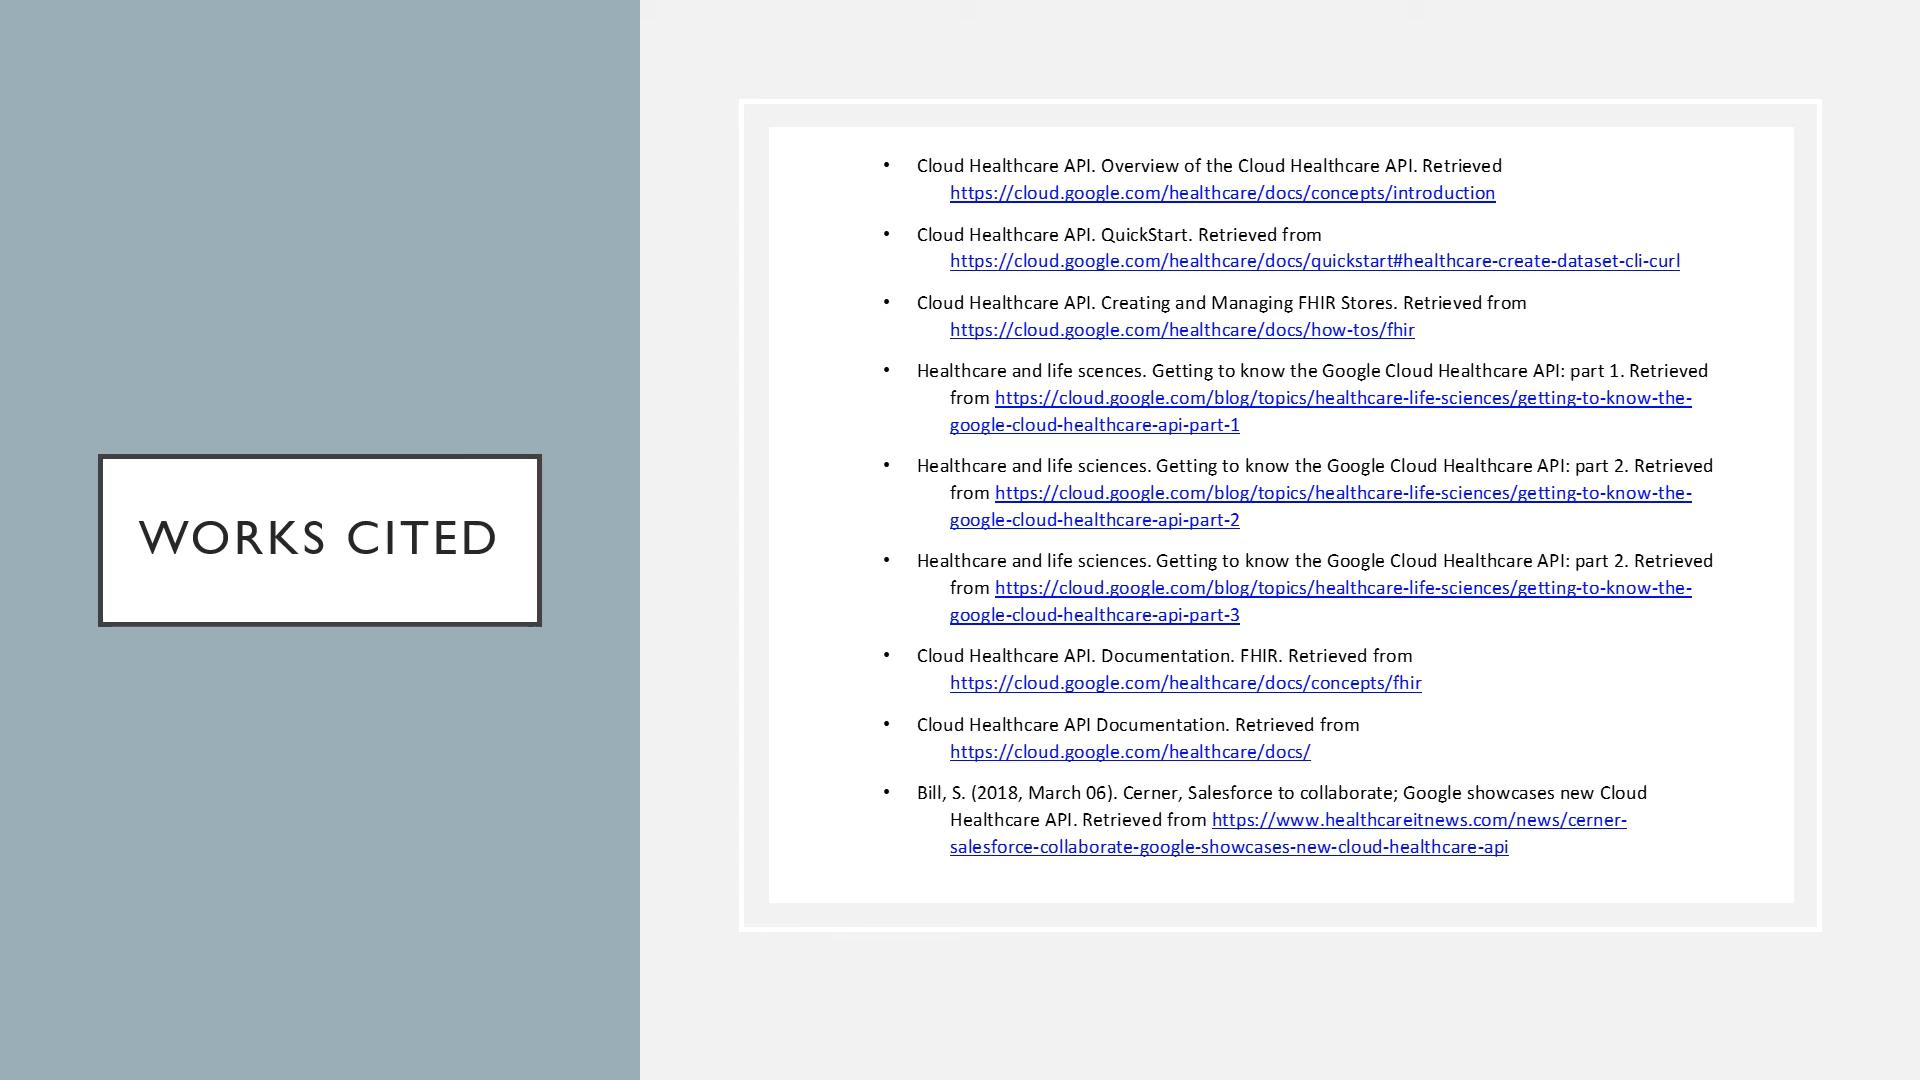 WORKS CITED
• Cloud Healthcare API. Overview of the Cloud Healthcare API. Retrieved
https://cloud.google.com/healthcare/docs/concepts/introduction
• Cloud Healthcare API. QuickStart. Retrieved from
https://cloud.google.com/healthcare/docs/quickstart#healthcare-create-dataset-cli-curl
• Cloud Healthcare API. Creating and Managing FHIR Stores. Retrieved from
https://cloud.google.com/healthcare/docs/how-tos/fhir
• Healthcare and life scences. Getting to know the Google Cloud Healthcare API: part 1. Retrieved
from https://cloud.google.com/blog/topics/healthcare-life-sciences/getting-to-know-the-
google-cloud-healthcare-api-part-1
• Healthcare and life sciences. Getting to know the Google Cloud Healthcare API: part 2. Retrieved
from https://cloud.google.com/blog/topics/healthcare-life-sciences/getting-to-know-the-
google-cloud-healthcare-api-part-2
• Healthcare and life sciences. Getting to know the Google Cloud Healthcare API: part 2. Retrieved
from https://cloud.google.com/blog/topics/healthcare-life-sciences/getting-to-know-the-
google-cloud-healthcare-api-part-3
• Cloud Healthcare API. Documentation. FHIR. Retrieved from
https://cloud.google.com/healthcare/docs/concepts/fhir
• Cloud Healthcare API Documentation. Retrieved from
https://cloud.google.com/healthcare/docs/
• Bill, S. (2018, March 06). Cerner, Salesforce to collaborate; Google showcases new Cloud
Healthcare API. Retrieved from https://www.healthcareitnews.com/news/cerner-
salesforce-collaborate-google-showcases-new-cloud-healthcare-api